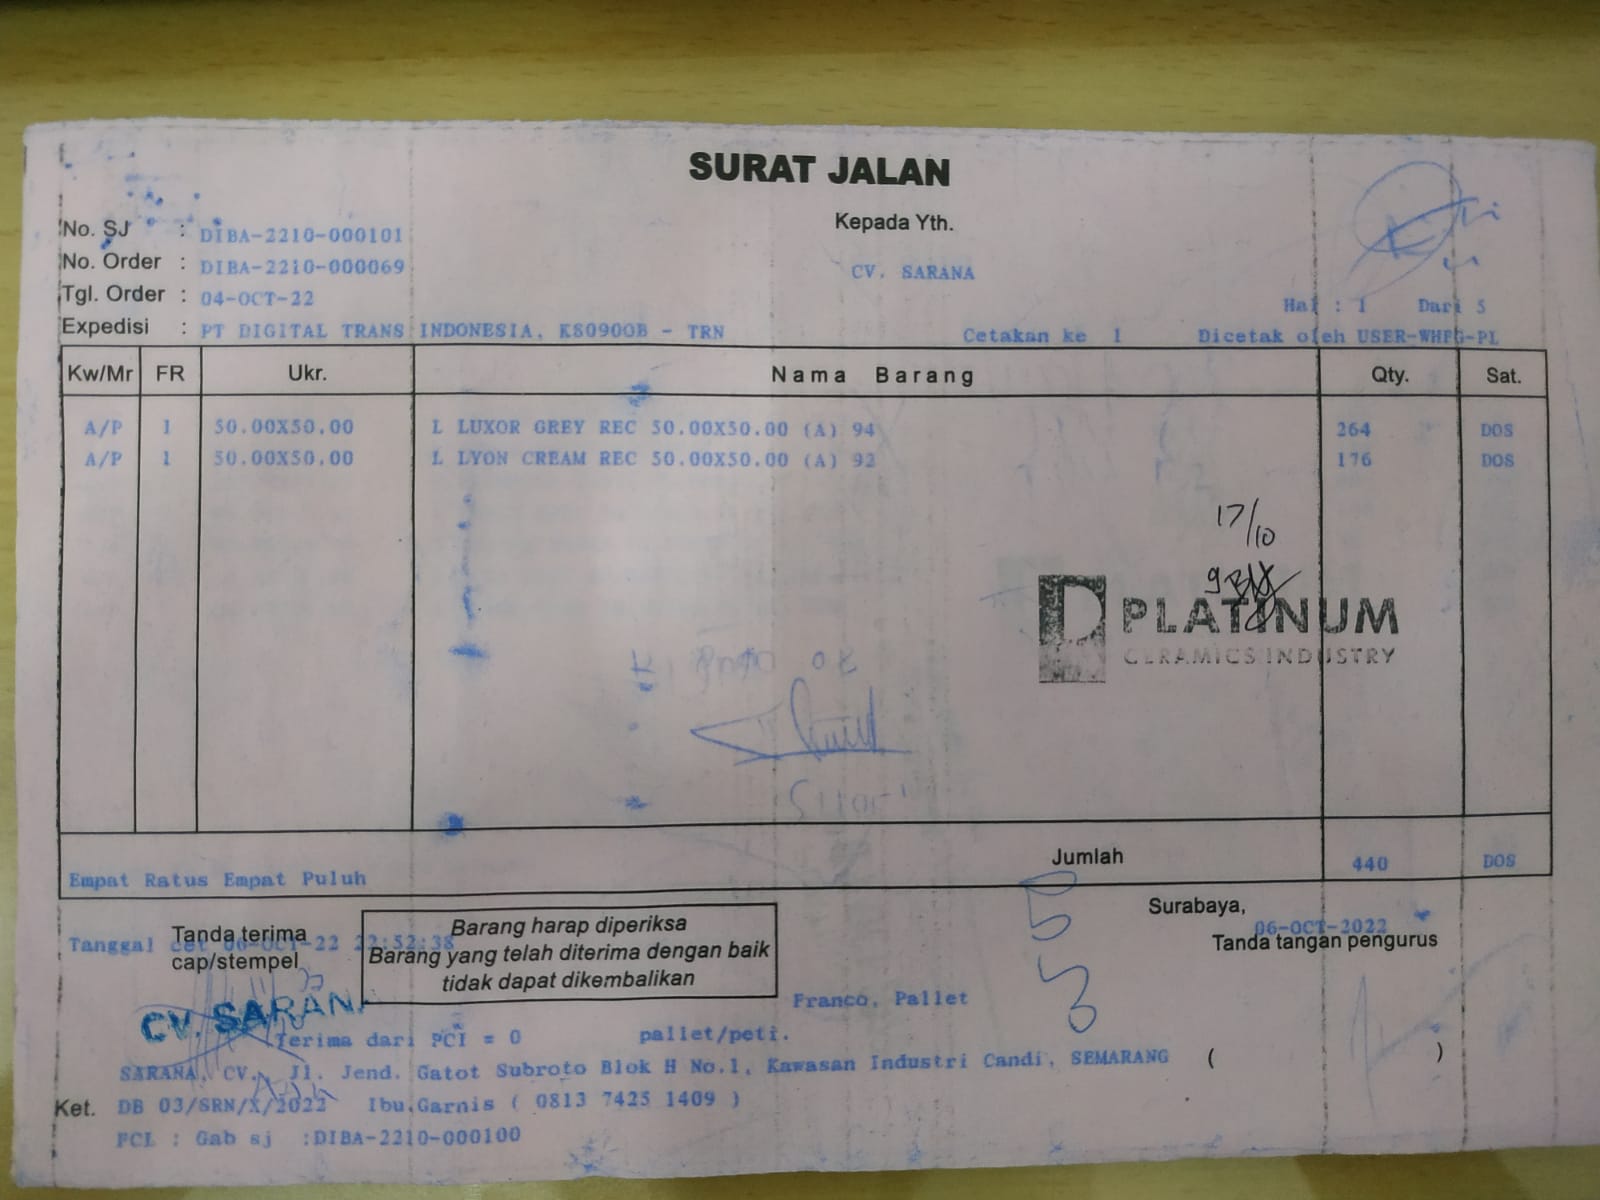 SURAT JALAN
No. SJ : DIBA-2210-000101
Kepada Yth.
No. Order : DIBA-2210-000069
CV. SARANA
Tgl. Order : 04-OCT-22
Hal : 1 Dari 5
Expedisi : PT DIGITAL TRANS INDONESIA, K8090OB - TRN
Cetakan ke 1 Dicetak oleh USER-WHFG-PL
Kw/Mr FR Ukr. Nama Barang Qty. Sat.
A/P 1 50.00X50.00 L LUXOR GREY REC 50.00X50.00 (A) 94 264 DOS
A/P 1 50.00X50.00 L LYON CREAM REC 50.00X50.00 (A) 92 176 DOS
17/10
PLATINUM
CERAMICS INDUSTRY
Jumlah 440 DOS
Empat Ratus Empat Puluh
Surabaya, 06-OCT-2022
Tanda tangan pengurus
Tanda terima
cap/stempel
Tanggal cet 06-OCT-22 22:52:38
Barang harap diperiksa
Barang yang telah diterima dengan baik
tidak dapat dikembalikan
Franco, Pallet
CV. SARANA
Terima dari PCI = 0 pallet/peti.
SARANA, CV. Jl. Jend. Gatot Subroto Blok H No.1, Kawasan Industri Candi, SEMARANG ( )
Ket. DB 03/SRN/X/2022 Ibu.Garnis ( 0813 7425 1409 )
PCL : Gab sj :DIBA-2210-000100